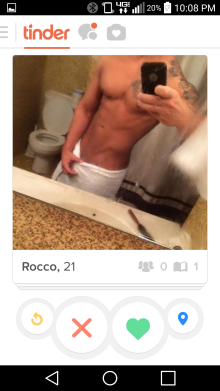 4G 20% 10:08 PM
tinder
Rocco, 21 0 1